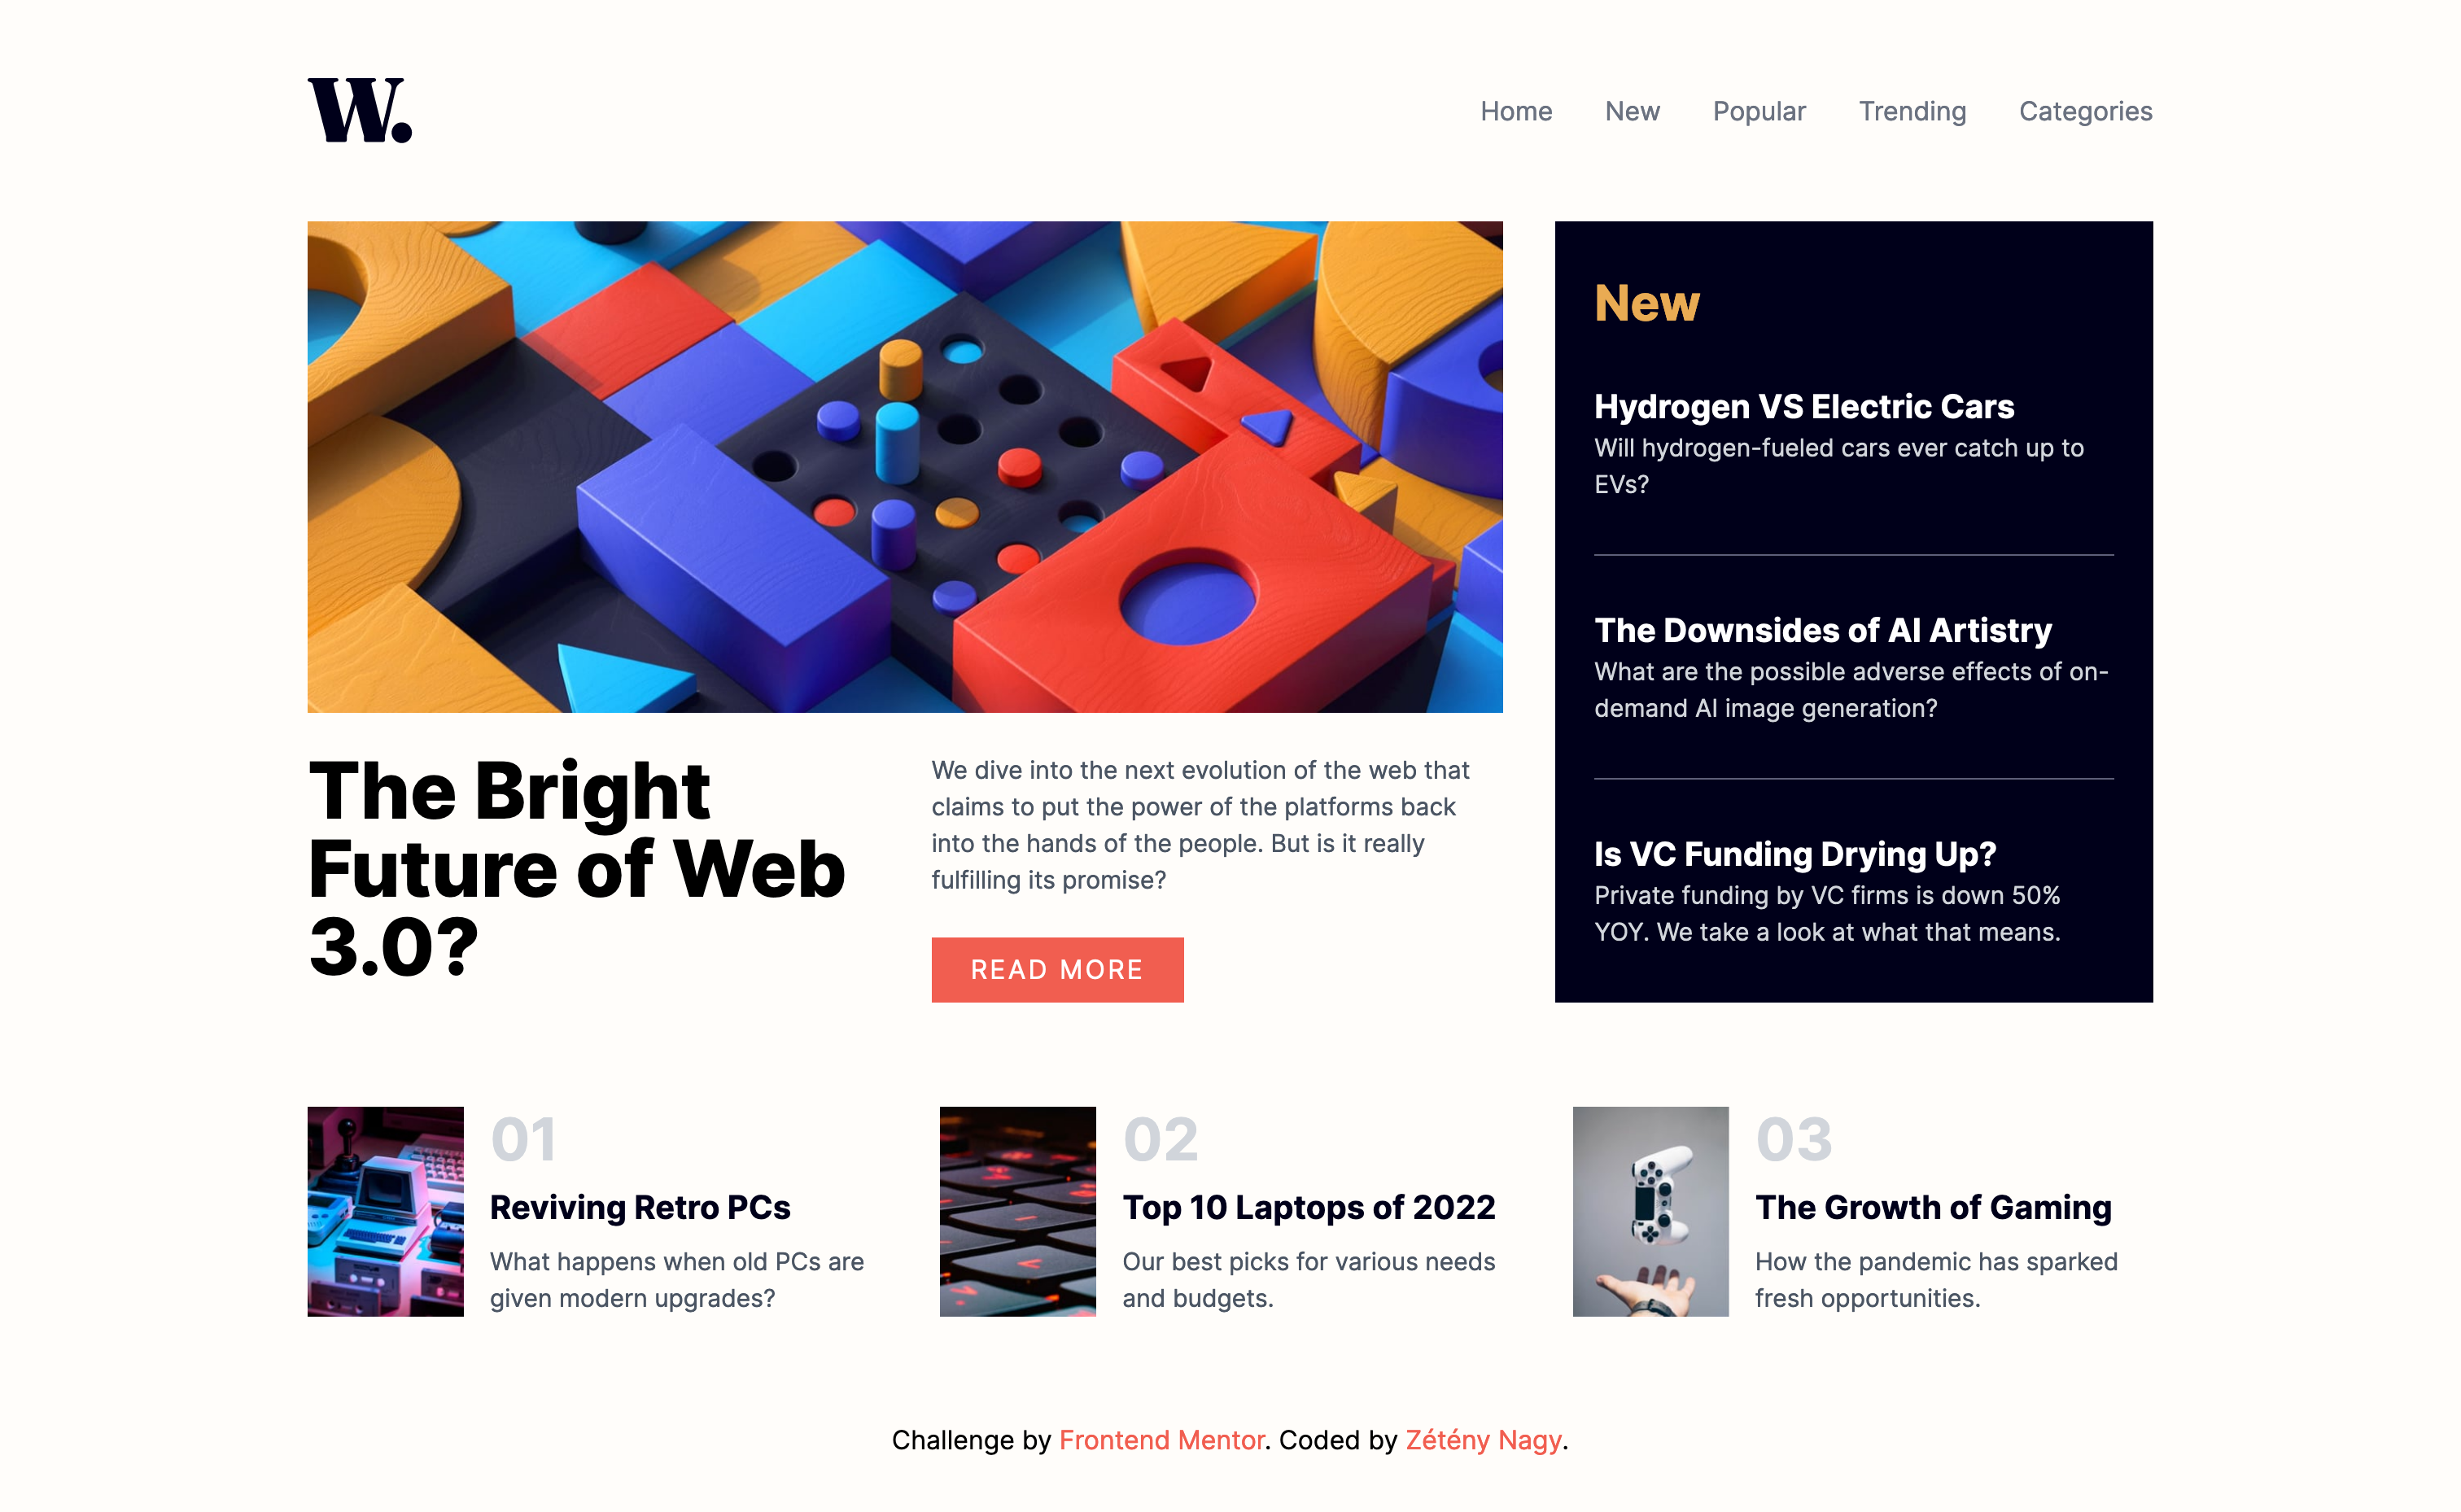 W.
Home New Popular Trending Categories
New
Hydrogen VS Electric Cars
Will hydrogen-fueled cars ever catch up to
EVs?
The Downsides of AI Artistry
What are the possible adverse effects of on-
demand AI image generation?
Is VC Funding Drying Up?
Private funding by VC firms is down 50%
YOY. We take a look at what that means.
The Bright
Future of Web
3.0?
We dive into the next evolution of the web that
claims to put the power of the platforms back
into the hands of the people. But is it really
fulfilling its promise?
READ MORE
01
Reviving Retro PCs
What happens when old PCs are
given modern upgrades?
02
Top 10 Laptops of 2022
Our best picks for various needs
and budgets.
03
The Growth of Gaming
How the pandemic has sparked
fresh opportunities.
Challenge by Frontend Mentor. Coded by Zétény Nagy.